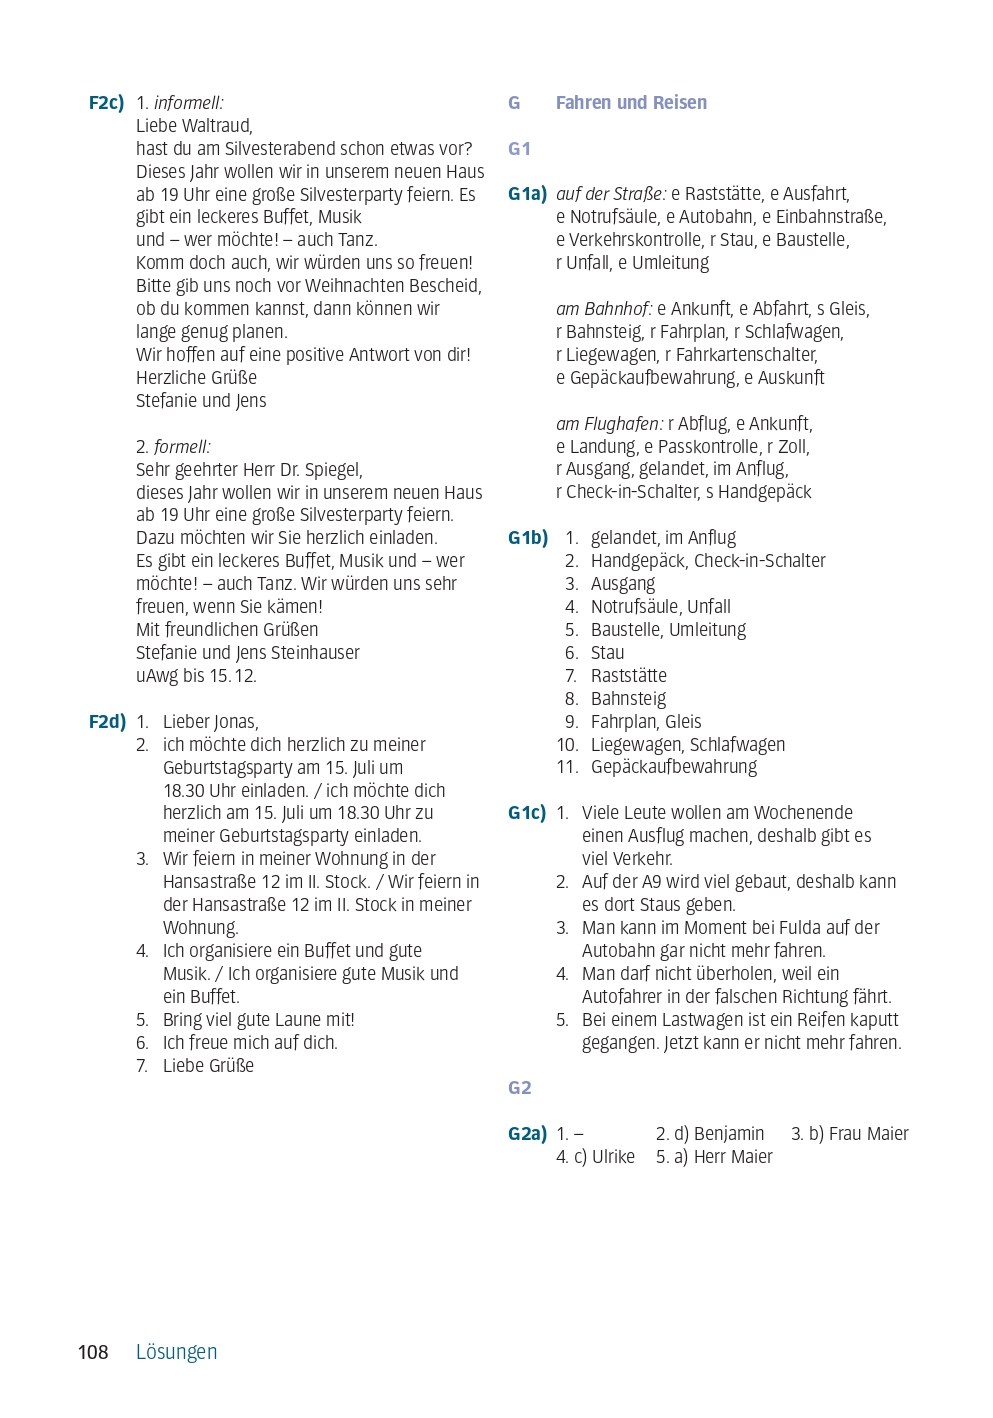 F2c) 1. informell:
Liebe Waltraud,
hast du am Silvesterabend schon etwas vor?
Dieses Jahr wollen wir in unserem neuen Haus
ab 19 Uhr eine große Silvesterparty feiern. Es
gibt ein leckeres Buffet, Musik
und – wer möchte! – auch Tanz.
Komm doch auch, wir würden uns so freuen!
Bitte gib uns noch vor Weihnachten Bescheid,
ob du kommen kannst, dann können wir
lange genug planen.
Wir hoffen auf eine positive Antwort von dir!
Herzliche Grüße
Stefanie und Jens
2. formell:
Sehr geehrter Herr Dr. Spiegel,
dieses Jahr wollen wir in unserem neuen Haus
ab 19 Uhr eine große Silvesterparty feiern.
Dazu möchten wir Sie herzlich einladen.
Es gibt ein leckeres Buffet, Musik und – wer
möchte! – auch Tanz. Wir würden uns sehr
freuen, wenn Sie kämen!
Mit freundlichen Grüßen
Stefanie und Jens Steinhauser
uAwg bis 15. 12.
F2d) 1. Lieber Jonas,
2. ich möchte dich herzlich zu meiner
Geburtstagsparty am 15. Juli um
18.30 Uhr einladen. / ich möchte dich
herzlich am 15. Juli um 18.30 Uhr zu
meiner Geburtstagsparty einladen.
3. Wir feiern in meiner Wohnung in der
Hansastraße 12 im II. Stock. / Wir feiern in
der Hansastraße 12 im II. Stock in meiner
Wohnung.
4. Ich organisiere ein Buffet und gute
Musik. / Ich organisiere gute Musik und
ein Buffet.
5. Bring viel gute Laune mit!
6. Ich freue mich auf dich.
7. Liebe Grüße
G Fahren und Reisen
G1
G1a) auf der Straße: e Raststätte, e Ausfahrt,
e Notrufsäule, e Autobahn, e Einbahnstraße,
e Verkehrskontrolle, r Stau, e Baustelle,
r Unfall, e Umleitung
am Bahnhof: e Ankunft, e Abfahrt, s Gleis,
r Bahnsteig, r Fahrplan, r Schlafwagen,
r Liegewagen, r Fahrkartenschalter,
e Gepäckaufbewahrung, e Auskunft
am Flughafen: r Abflug, e Ankunft,
e Landung, e Passkontrolle, r Zoll,
r Ausgang, gelandet, im Anflug,
r Check-in-Schalter, s Handgepäck
G1b) 1. gelandet, im Anflug
2. Handgepäck, Check-in-Schalter
3. Ausgang
4. Notrufsäule, Unfall
5. Baustelle, Umleitung
6. Stau
7. Raststätte
8. Bahnsteig
9. Fahrplan, Gleis
10. Liegewagen, Schlafwagen
11. Gepäckaufbewahrung
G1c) 1. Viele Leute wollen am Wochenende
einen Ausflug machen, deshalb gibt es
viel Verkehr.
2. Auf der A9 wird viel gebaut, deshalb kann
es dort Staus geben.
3. Man kann im Moment bei Fulda auf der
Autobahn gar nicht mehr fahren.
4. Man darf nicht überholen, weil ein
Autofahrer in der falschen Richtung fährt.
5. Bei einem Lastwagen ist ein Reifen kaputt
gegangen. Jetzt kann er nicht mehr fahren.
G2
G2a) 1. – 2. d) Benjamin 3. b) Frau Maier
4. c) Ulrike 5. a) Herr Maier
108 Lösungen